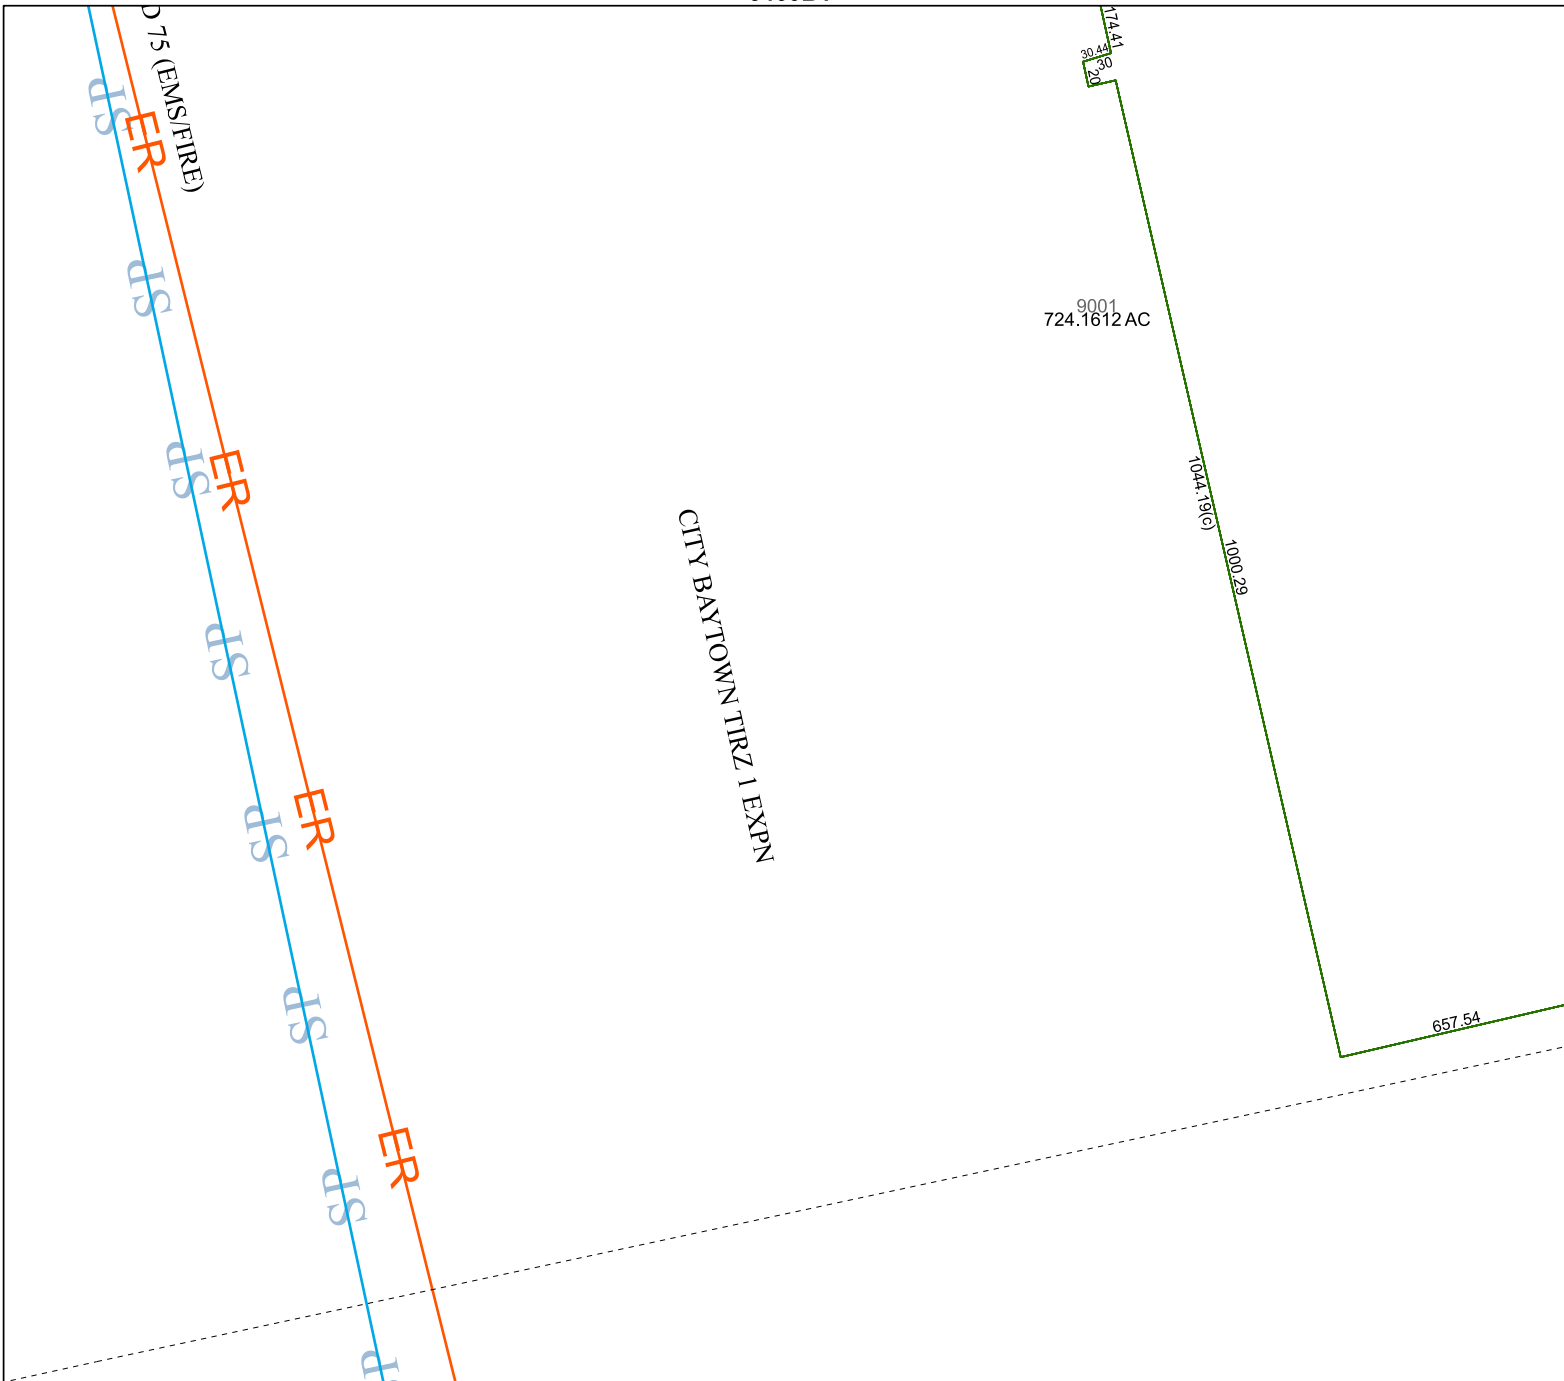 D 75 (EMS/FIRE)
174.41
30.44
30
20
SP
ER
SP
9001
724.1612 AC
SP
ER
1044.19(c)
1000.29
CITY BAYTOWN TIRZ 1 EXPN
SP
SP
ER
SP
657.54
ER
SP
SP